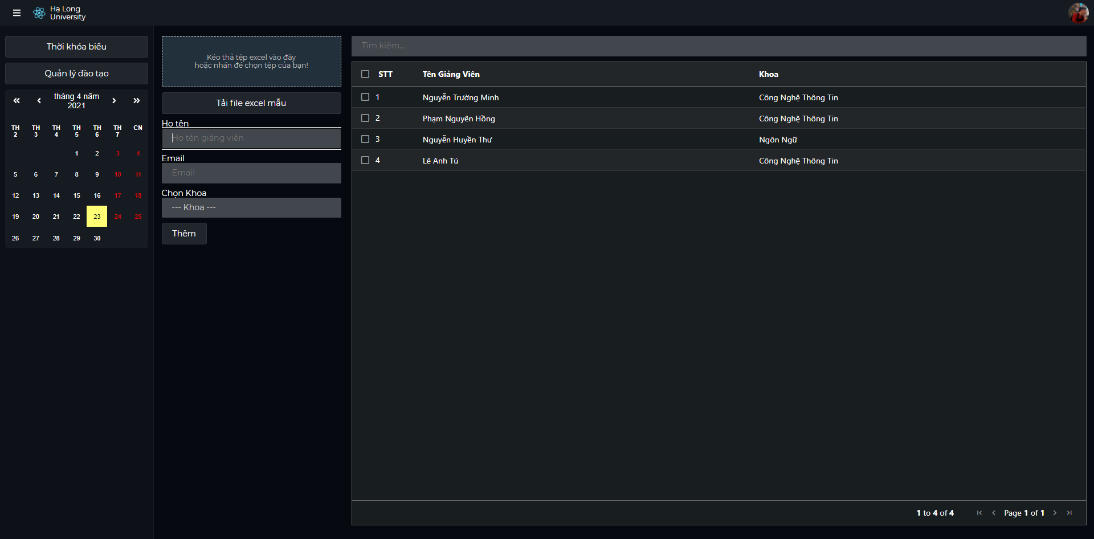 Hạ Long
University
Thời khóa biểu
Quản lý đào tạo
«
‹
tháng 4 năm
2021
›
»
TH 2 TH 3 TH 4 TH 5 TH 6 TH 7 CN
1 2 3 4
5 6 7 8 9 10 11
12 13 14 15 16 17 18
19 20 21 22 23 24 25
26 27 28 29 30
Kéo thả tệp excel vào đây
hoặc nhấn để chọn tệp của bạn!
Tải file excel mẫu
Họ tên
Họ tên giảng viên
Email
Email
Chọn Khoa
--- Khoa ---
Thêm
Tìm kiếm...
STT Tên Giảng Viên Khoa
1 Nguyễn Trường Minh Công Nghệ Thông Tin
2 Phạm Nguyên Hồng Công Nghệ Thông Tin
3 Nguyễn Huyền Thư Ngôn Ngữ
4 Lê Anh Tú Công Nghệ Thông Tin
1 to 4 of 4 Page 1 of 1